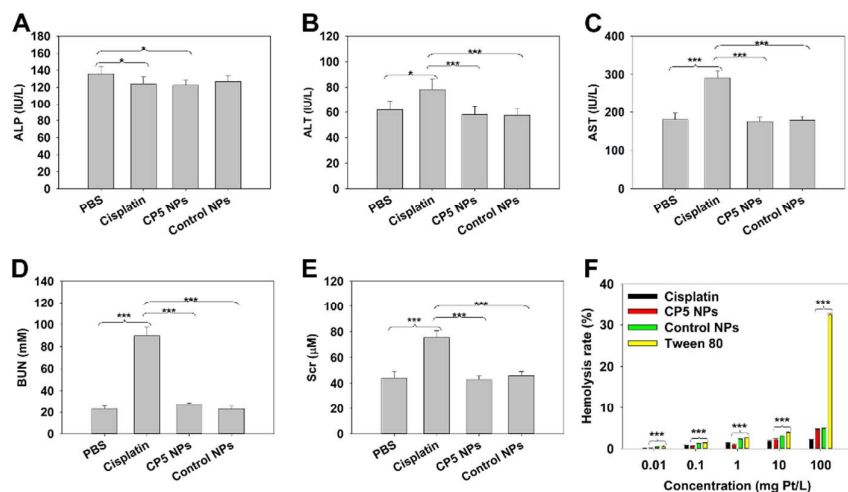 A
ALP (IU/L)
180
160
140
120
100
80
60
40
20
0
*
*
PBS
Cisplatin
CP5 NPs
Control NPs
B
ALT (IU/L)
120
100
80
60
40
20
0
*
***
***
PBS
Cisplatin
CP5 NPs
Control NPs
C
AST (IU/L)
400
300
200
100
0
***
***
***
PBS
Cisplatin
CP5 NPs
Control NPs
D
BUN (mM)
140
120
100
80
60
40
20
0
***
***
***
PBS
Cisplatin
CP5 NPs
Control NPs
E
Scr (μM)
120
100
80
60
40
20
0
***
***
***
PBS
Cisplatin
CP5 NPs
Control NPs
F
Hemolysis rate (%)
40
30
20
10
0
Cisplatin
CP5 NPs
Control NPs
Tween 80
***
***
***
***
***
0.01 0.1 1 10 100
Concentration (mg Pt/L)